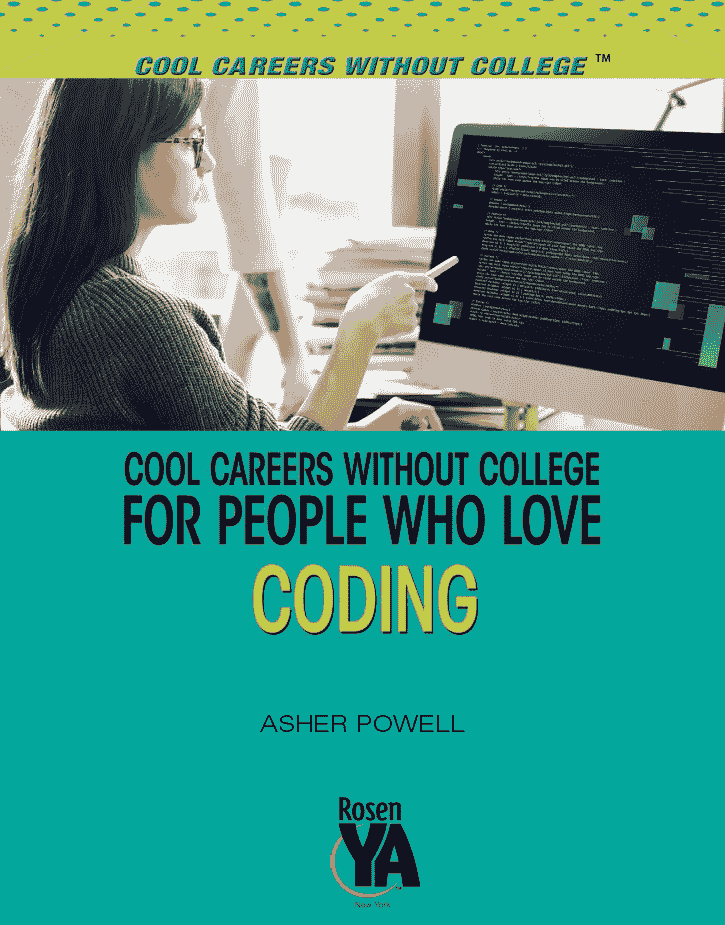 COOL CAREERS WITHOUT COLLEGE ™
COOL CAREERS WITHOUT COLLEGE
FOR PEOPLE WHO LOVE
CODING
ASHER POWELL
Rosen
YA
New York